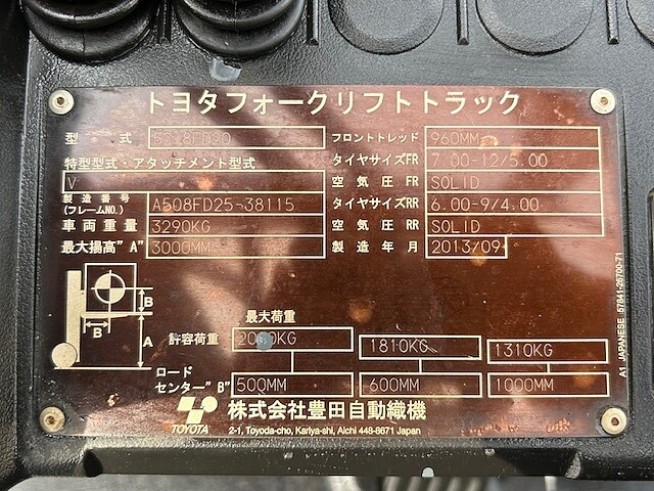 トヨタフォークリフトトラック
型式 フロントトレッド 960MM
特型型式・アタッチメント型式 タイヤサイズFR 7.00-12/5.00
V 空気圧FR SOLID
製造番号 (フレームNO.) A508FD25-38115 タイヤサイズRR 6.00-9/4.00
車両重量 3290KG 空気圧RR SOLID
最大揚高"A" 3000MM 製造年月 2013/09
B
B A
最大荷重
許容荷重 1810KG 1310KG
ロード
センター"B" 500MM 600MM 1000MM
TOYOTA 株式会社豊田自動織機
2-1, Toyoda-cho, Kariya-shi, Aichi 448-8671 Japan
A1 JAPANESE 57841-26700-71